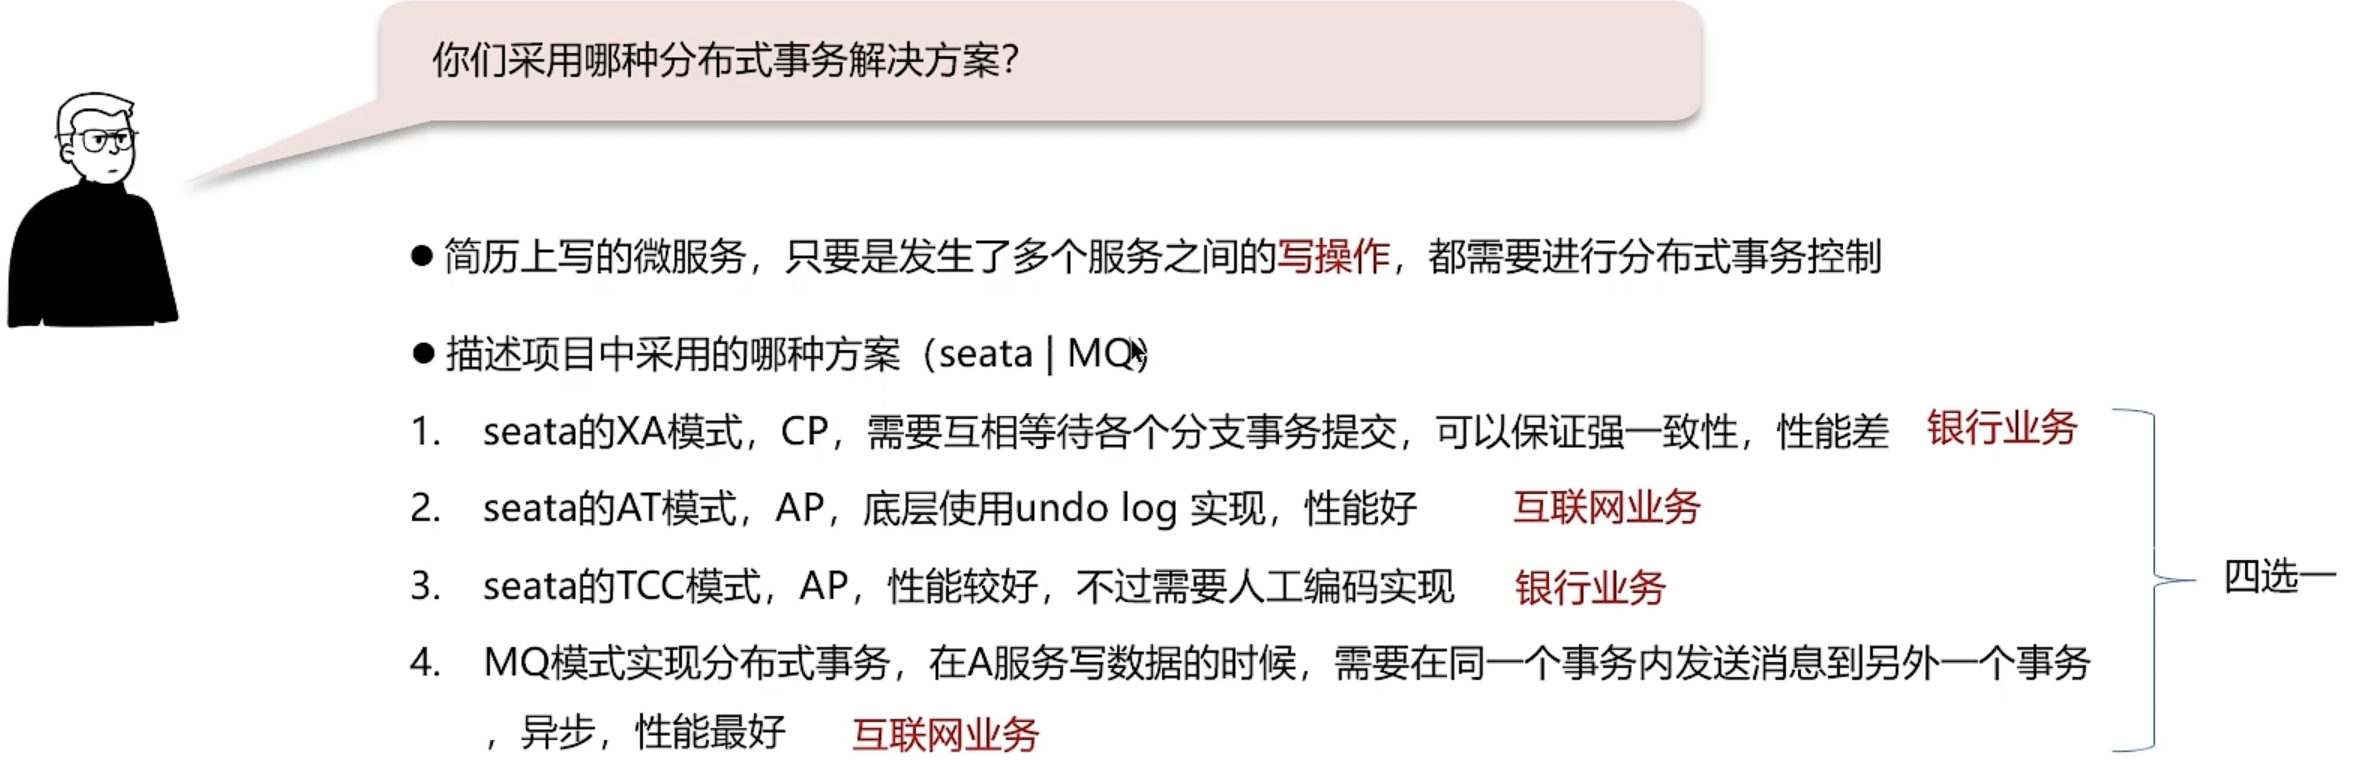 你们采用哪种分布式事务解决方案？
● 简历上写的微服务，只要是发生了多个服务之间的写操作，都需要进行分布式事务控制
● 描述项目中采用的哪种方案（seata | MQ）
1. seata的XA模式，CP，需要互相等待各个分支事务提交，可以保证强一致性，性能差 银行业务
2. seata的AT模式，AP，底层使用undo log 实现，性能好 互联网业务
3. seata的TCC模式，AP，性能较好，不过需要人工编码实现 银行业务
4. MQ模式实现分布式事务，在A服务写数据的时候，需要在同一个事务内发送消息到另外一个事务
，异步，性能最好 互联网业务
四选一